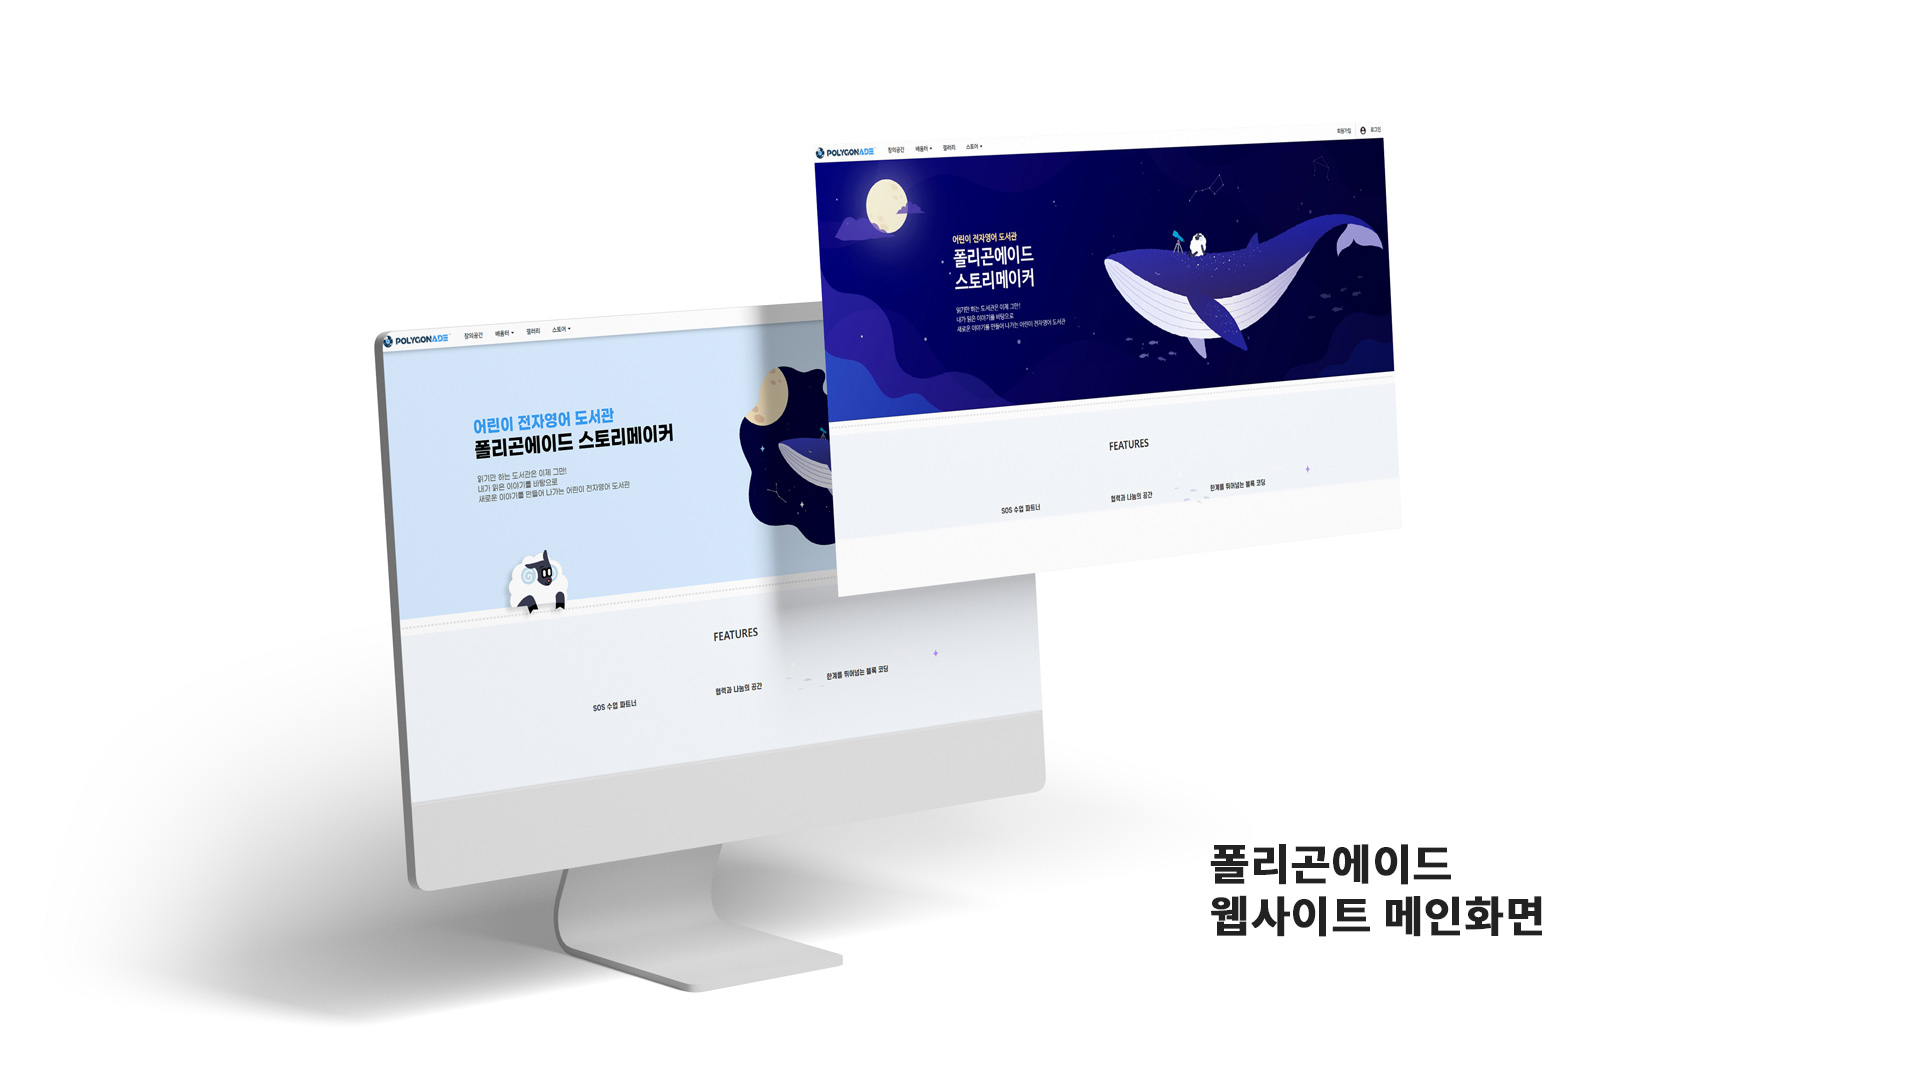 POLYGONADE 창의공간 배움터 갤러리 스토어
어린이 전자영어 도서관
폴리곤에이드 스토리메이커
읽기만 하는 도서관은 이제 그만!
내가 읽은 이야기를 바탕으로
새로운 이야기를 만들어 나가는 어린이 전자영어 도서관
FEATURES
SOS 수업 파트너
협력과 나눔의 공간
한계를 뛰어넘는 블록 코딩
POLYGONADE 창의공간 배움터 갤러리 스토어 회원가입 로그인
어린이 전자영어 도서관
폴리곤에이드
스토리메이커
읽기만 하는 도서관은 이제 그만!
내가 읽은 이야기를 바탕으로
새로운 이야기를 만들어 나가는 어린이 전자영어 도서관
FEATURES
SOS 수업 파트너
협력과 나눔의 공간
한계를 뛰어넘는 블록 코딩
폴리곤에이드
웹사이트 메인화면